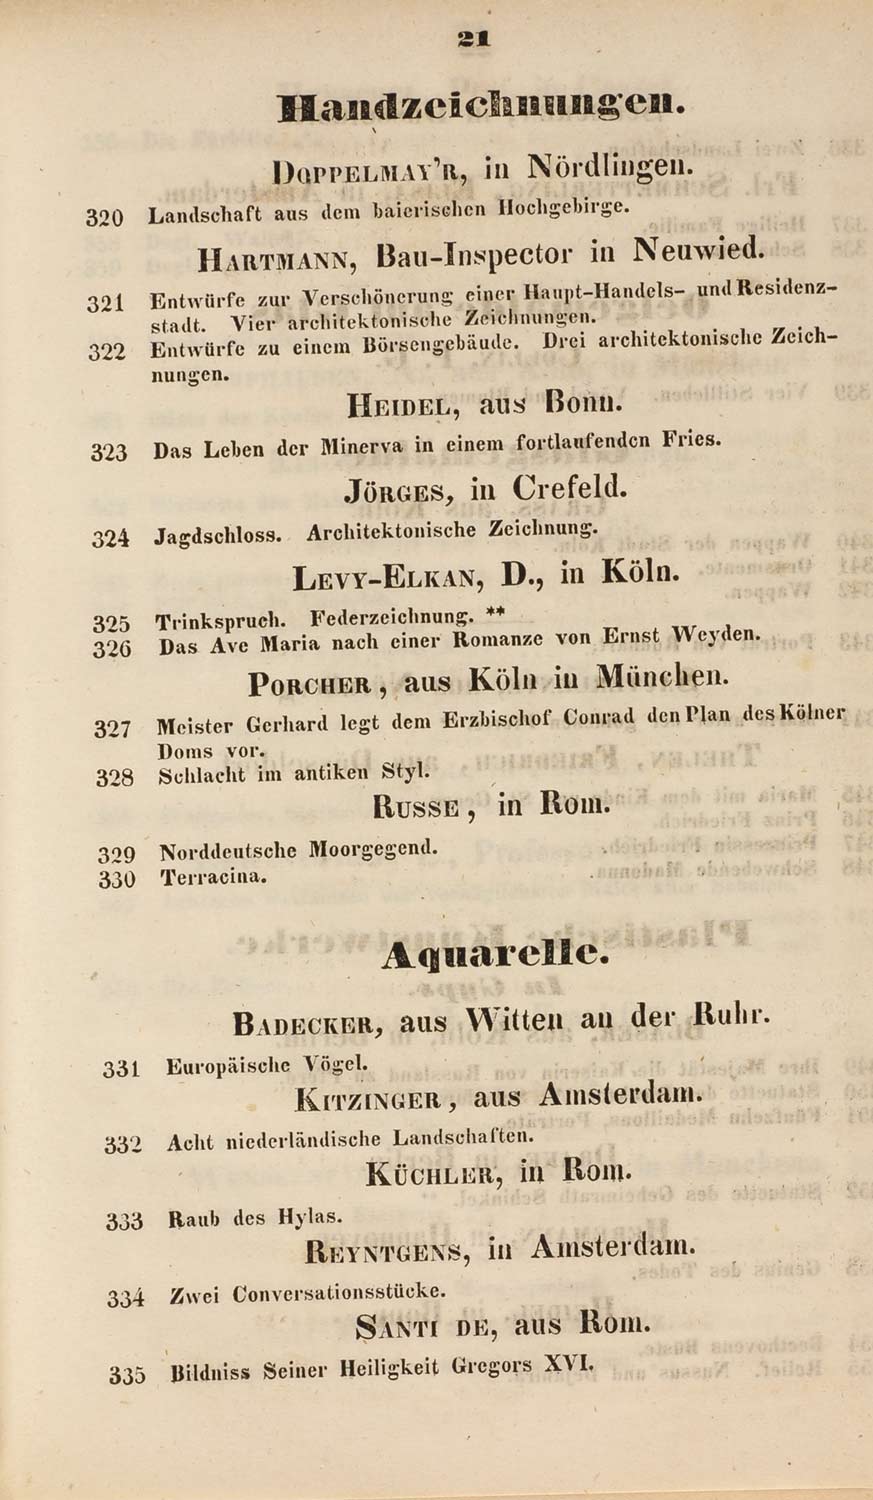 21
Handzeichnungen.
DOPPELMAY'R, in Nördlingen.
320 Landschaft aus dem baierischen Hochgebirge.
HARTMANN, Bau-Inspector in Neuwied.
321 Entwürfe zur Verschönerung einer Haupt-Handels- und Residenz-
stadt. Vier architektonische Zeichnungen.
322 Entwürfe zu einem Börsengebäude. Drei architektonische Zeich-
nungen.
HEIDEL, aus Bonn.
323 Das Leben der Minerva in einem fortlaufenden Fries.
JÖRGES, in Crefeld.
324 Jagdschloss. Architektonische Zeichnung.
LEVY-ELKAN, D., in Köln.
325 Trinkspruch. Federzeichnung. **
326 Das Ave Maria nach einer Romanze von Ernst Weyden.
PORCHER, aus Köln in München.
327 Meister Gerhard legt dem Erzbischof Conrad den Plan des Kölner
Doms vor.
328 Schlacht im antiken Styl.
RUSSE, in Rom.
329 Norddeutsche Moorgegend.
330 Terracina.
Aquarelle.
BADECKER, aus Witten an der Ruhr.
331 Europäische Vögel.
KITZINGER, aus Amsterdam.
332 Acht niederländische Landschaften.
KÜCHLER, in Rom.
333 Raub des Hylas.
REYNTGENS, in Amsterdam.
334 Zwei Conversationsstücke.
SANTI DE, aus Rom.
335 Bildniss Seiner Heiligkeit Gregors XVI.